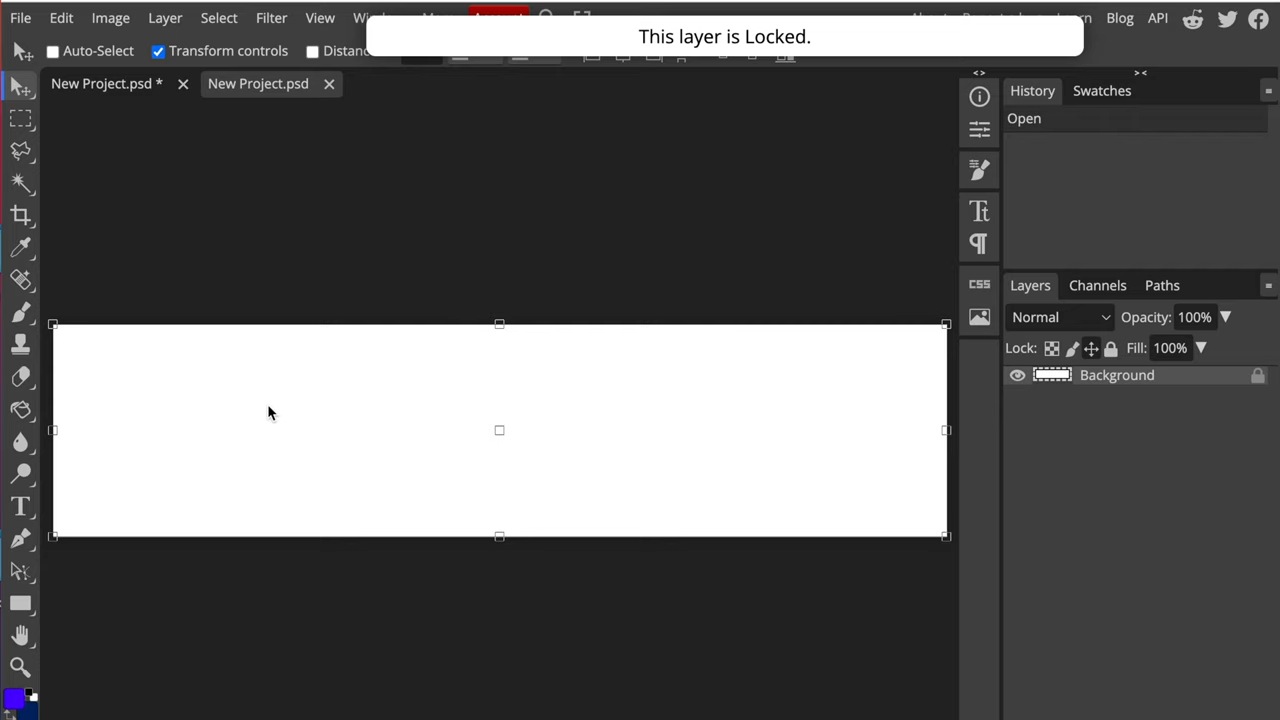 File Edit Image Layer Select Filter View
This layer is Locked.
Blog API
Auto-Select Transform controls
New Project.psd * New Project.psd
History Swatches
Open
Layers Channels Paths
Normal Opacity: 100%
Lock: Fill: 100%
Background
CSS